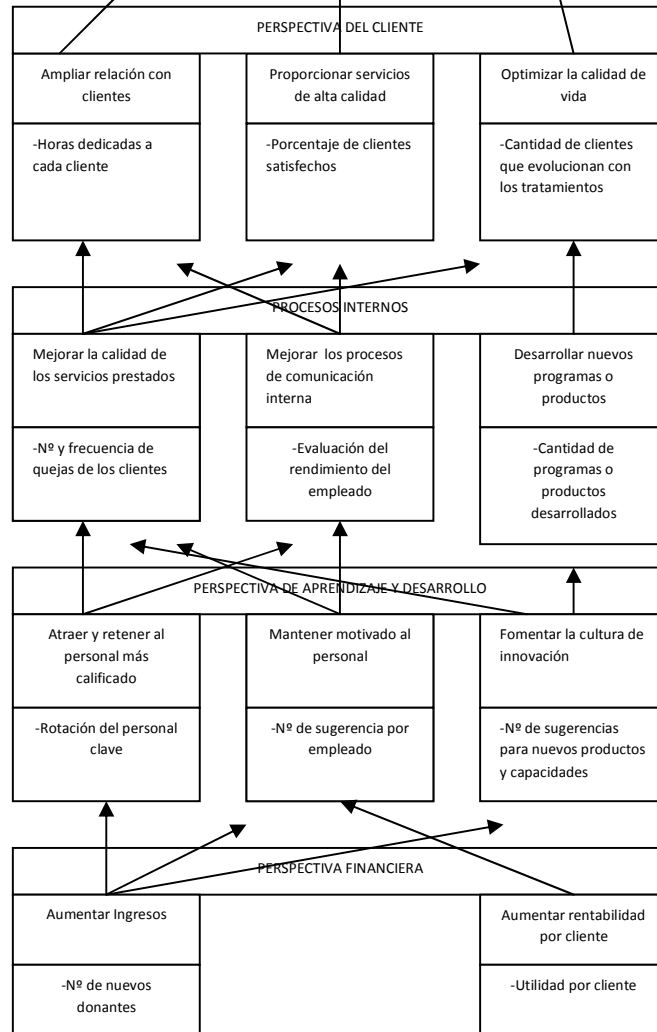 PERSPECTIVA DEL CLIENTE
Ampliar relación con
clientes
-Horas dedicadas a
cada cliente
Proporcionar servicios
de alta calidad
-Porcentaje de clientes
satisfechos
Optimizar la calidad de
vida
-Cantidad de clientes
que evolucionan con
los tratamientos
PROCESOS INTERNOS
Mejorar la calidad de
los servicios prestados
-Nº y frecuencia de
quejas de los clientes
Mejorar los procesos
de comunicación
interna
-Evaluación del
rendimiento del
empleado
Desarrollar nuevos
programas o
productos
-Cantidad de
programas o
productos
desarrollados
PERSPECTIVA DE APRENDIZAJE Y DESARROLLO
Atraer y retener al
personal más
calificado
-Rotación del personal
clave
Mantener motivado al
personal
-Nº de sugerencia por
empleado
Fomentar la cultura de
innovación
-Nº de sugerencias
para nuevos productos
y capacidades
PERSPECTIVA FINANCIERA
Aumentar Ingresos
-Nº de nuevos
donantes
Aumentar rentabilidad
por cliente
-Utilidad por cliente